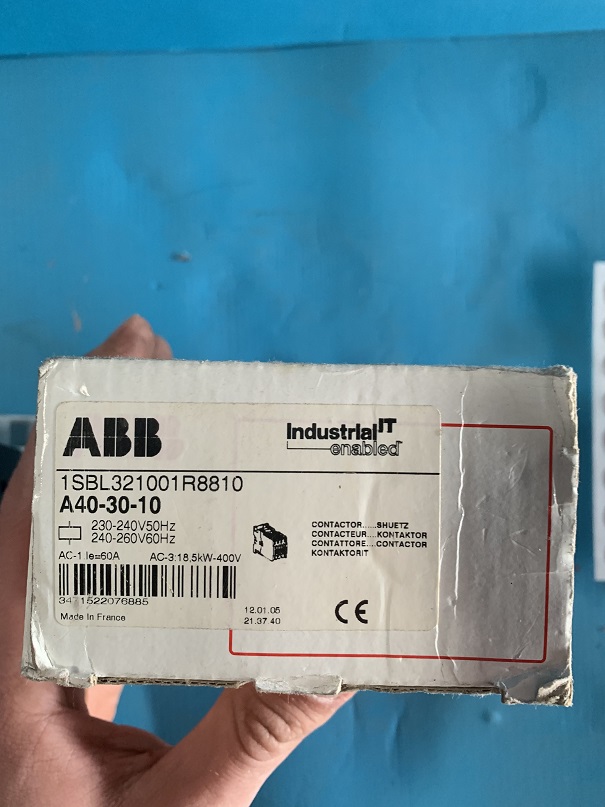 ABB
Industrial IT
enabled
1SBL321001R8810
A40-30-10
230-240V50Hz
240-260V60Hz
AC-1 Ie=60A AC-3:18,5kW-400V
CONTACTOR.....SHUETZ
CONTACTEUR...KONTAKTOR
CONTATTORE....CONTACTOR
KONTAKTORIT
3471522076885
Made in France
12.01.05
21.37 40
CE